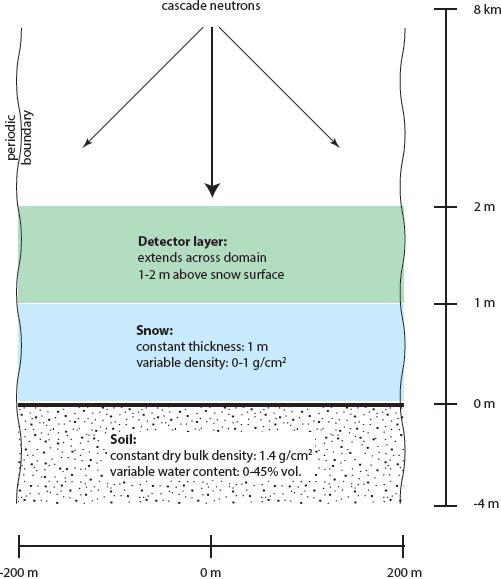 cascade neutrons
8 km
periodic
boundary
2 m
Detector layer:
extends across domain
1-2 m above snow surface
1 m
Snow:
constant thickness: 1 m
variable density: 0-1 g/cm²
0 m
Soil:
constant dry bulk density: 1.4 g/cm²
variable water content: 0-45% vol.
-4 m
-200 m
0 m
200 m